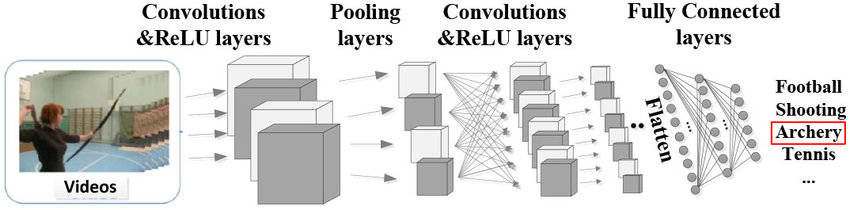 Convolutions
&ReLU layers
Pooling
layers
Convolutions
&ReLU layers
Fully Connected
layers
Videos
Flatten
Football
Shooting
Archery
Tennis
...